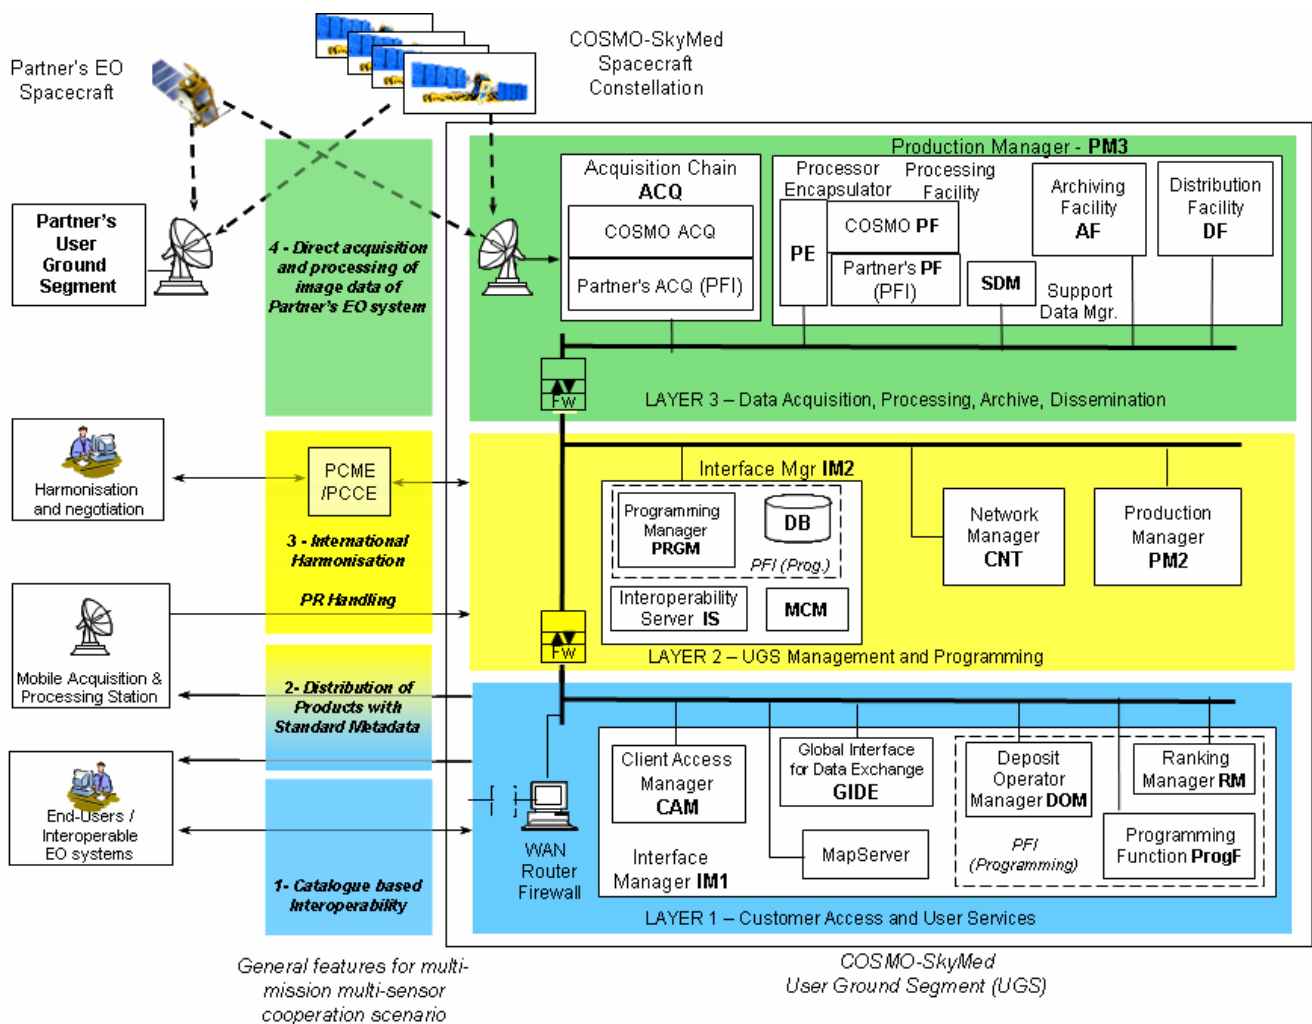 COSMO-SkyMed
Spacecraft
Constellation
Partner's EO
Spacecraft
Production Manager - PM3
Acquisition Chain
ACQ
COSMO ACQ
Partner's ACQ (PFI)
Processor
Encapsulator
Processing
Facility
PE
COSMO PF
Partner's PF
(PFI)
SDM
Support
Data Mgr.
Archiving
Facility
AF
Distribution
Facility
DF
Partner's
User
Ground
Segment
4 - Direct acquisition
and processing of
image data of
Partner's EO system
FW
LAYER 3 – Data Acquisition, Processing, Archive, Dissemination
Harmonisation
and negotiation
PCME
/PCCE
3 - International
Harmonisation
PR Handling
Interface Mgr IM2
Programming
Manager
PRGM
DB
PFI (Prog.)
Interoperability
Server IS
MCM
Network
Manager
CNT
Production
Manager
PM2
FW
LAYER 2 – UGS Management and Programming
Mobile Acquisition &
Processing Station
2- Distribution of
Products with
Standard Metadata
End-Users /
Interoperable
EO systems
1- Catalogue based
Interoperability
WAN
Router
Firewall
Client Access
Manager
CAM
Global Interface
for Data Exchange
GIDE
MapServer
Interface
Manager IM1
Deposit
Operator
Manager DOM
PFI
(Programming)
Ranking
Manager RM
Programming
Function ProgF
LAYER 1 – Customer Access and User Services
General features for multi-
mission multi-sensor
cooperation scenario
COSMO-SkyMed
User Ground Segment (UGS)